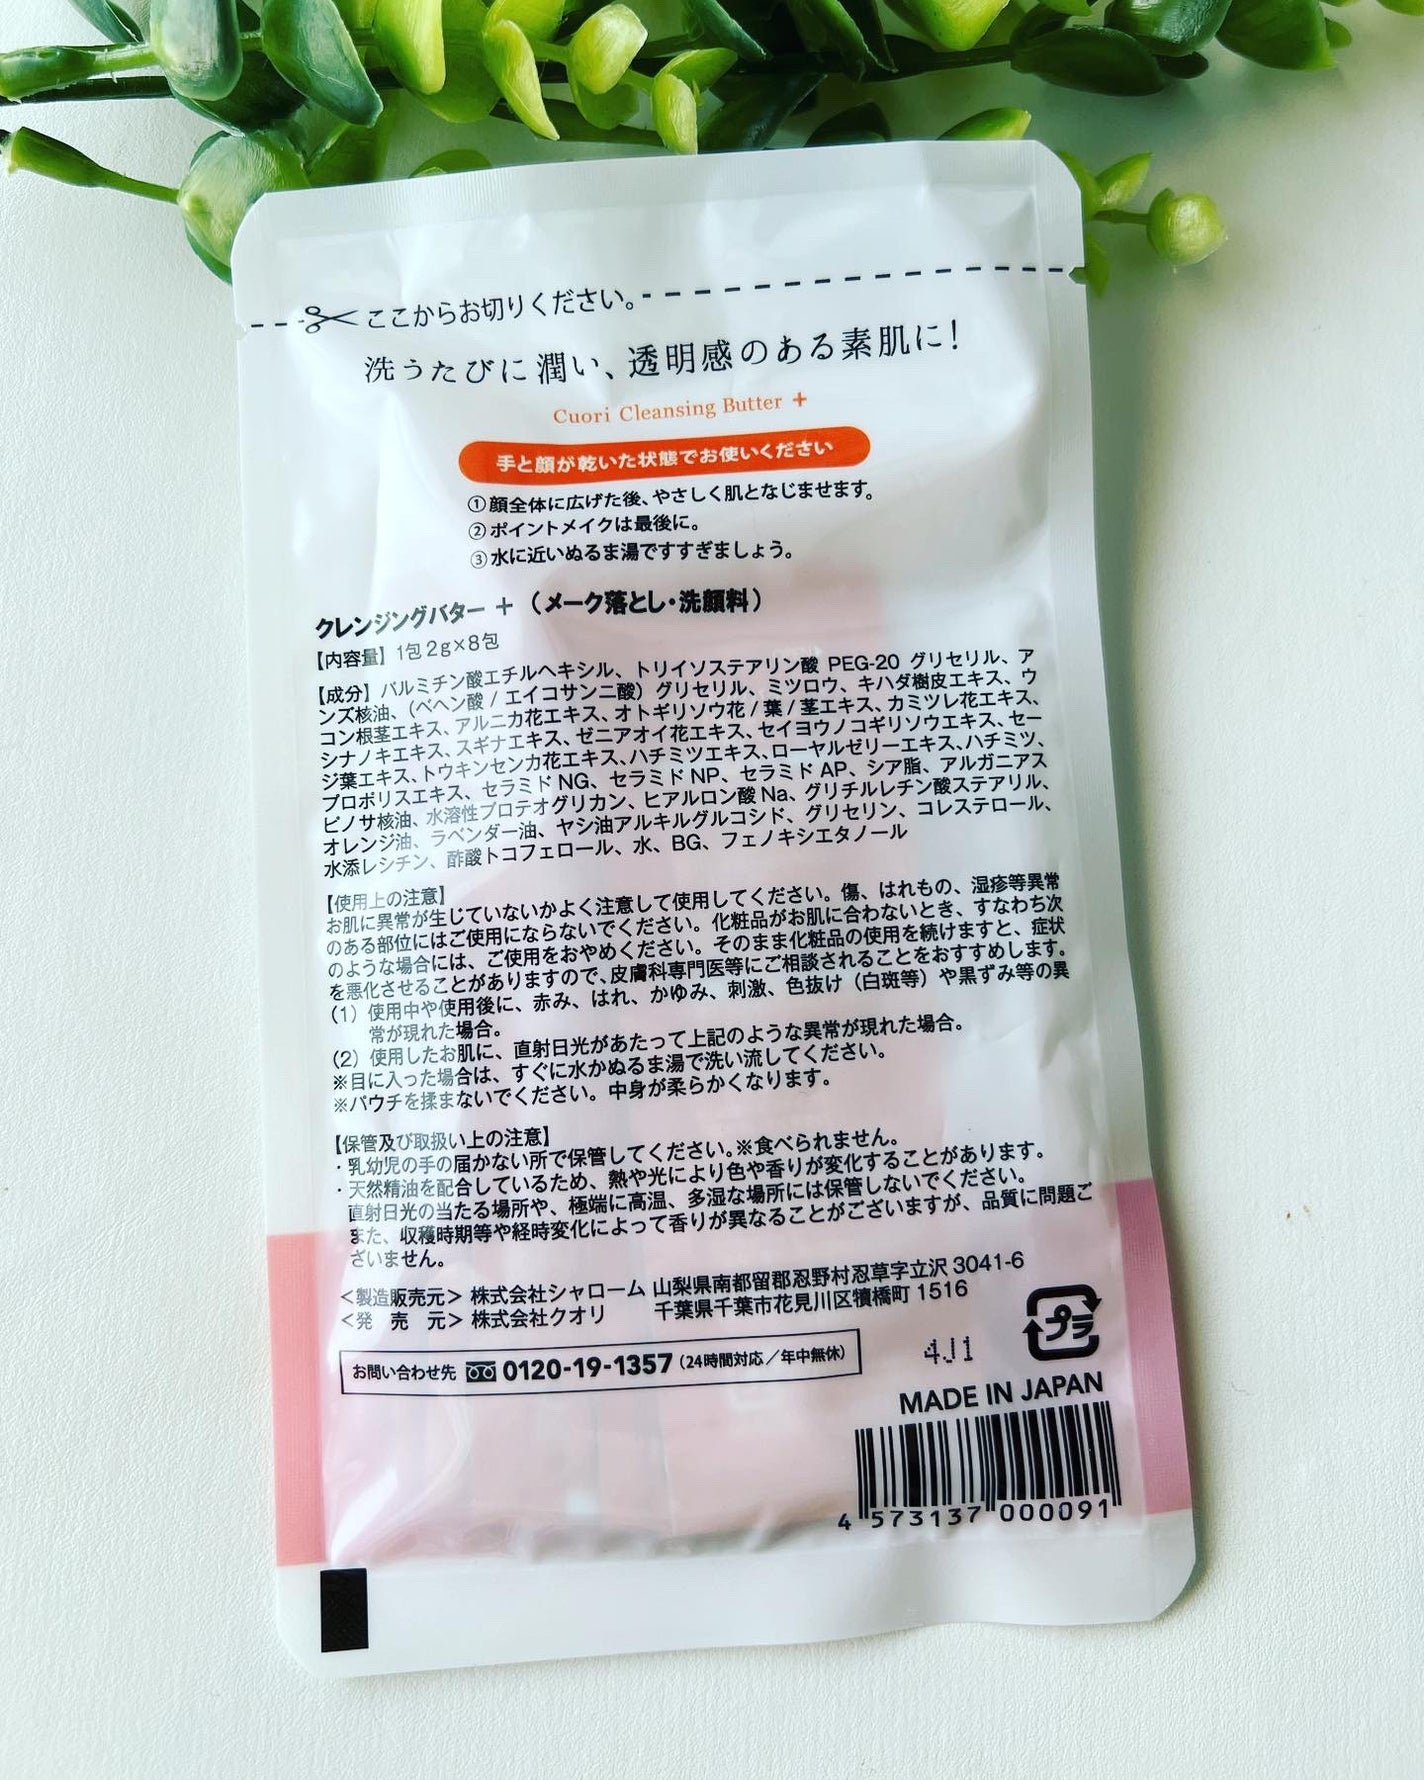 ここからお切りください。
洗うたびに潤い、透明感のある素肌に!
Cuori Cleansing Butter +
手と顔が乾いた状態でお使いください
①顔全体に広げた後、やさしく肌となじませます。
②ポイントメイクは最後に。
③水に近いぬるま湯ですすぎましょう。
クレンジングバター +（メーク落とし・洗顔料）
【内容量】1包2g×8包
【成分】パルミチン酸エチルヘキシル、トリイソステアリン酸 PEG-20 グリセリル、ア
ンズ核油、(ベヘン酸 / エイコサンニ酸) グリセリル、ミツロウ、キハダ樹皮エキス、ウ
コン根茎エキス、アルニカ花エキス、オトギリソウ花 / 葉 / 茎エキス、カミツレ花エキス、
シナノキエキス、スギナエキス、ゼニアオイ花エキス、セイヨウノコギリソウエキス、セー
ジ葉エキス、トウキンセンカ花エキス、ハチミツエキス、ローヤルゼリーエキス、ハチミツ、
プロポリスエキス、セラミド NG、セラミド NP、セラミド AP、シア脂、アルガニアス
ピノサ核油、水溶性プロテオグリカン、ヒアルロン酸 Na、グリチルレチン酸ステアリル、
オレンジ油、ラベンダー油、ヤシ油アルキルグルコシド、グリセリン、コレステロール、
水添レシチン、酢酸トコフェロール、水、BG、フェノキシエタノール
【使用上の注意】
お肌に異常が生じていないかよく注意して使用してください。傷、はれもの、湿疹等異常
のある部位にはご使用にならないでください。化粧品がお肌に合わないとき、すなわち次
のような場合には、ご使用をおやめください。そのまま化粧品の使用を続けますと、症状
を悪化させることがありますので、皮膚科専門医等にご相談されることをおすすめします。
(1) 使用中や使用後に、赤み、はれ、かゆみ、刺激、色抜け（白斑等）や黒ずみ等の異
常が現れた場合。
(2) 使用したお肌に、直射日光があたって上記のような異常が現れた場合。
※目に入った場合は、すぐに水かぬるま湯で洗い流してください。
※パウチを揉まないでください。中身が柔らかくなります。
【保管及び取扱い上の注意】
・乳幼児の手の届かない所で保管してください。※食べられません。
・天然精油を配合しているため、熱や光により色や香りが変化することがあります。
直射日光の当たる場所や、極端に高温、多湿な場所には保管しないでください。
また、収穫時期等や経時変化によって香りが異なることがございますが、品質に問題ご
ざいません。
<製造販売元> 株式会社シャローム 山梨県南都留郡忍野村忍草字立沢 3041-6
<発 売 元> 株式会社クオリ 千葉県千葉市花見川区犢橋町 1516
お問い合わせ先 0120-19-1357 (24時間対応／年中無休)
4J1
プラ
MADE IN JAPAN
4 573137 000091